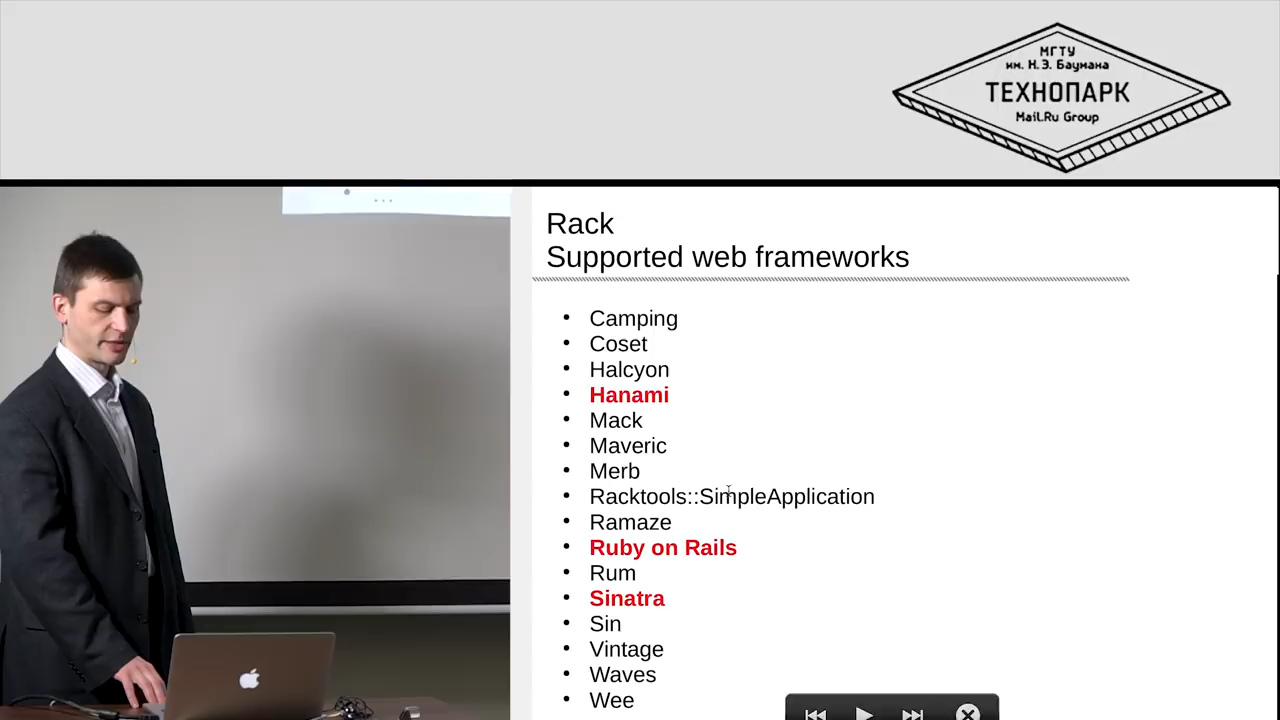 МГТУ
им. Н.Э. Баумана
ТЕХНОПАРК
Mail.Ru Group
Rack
Supported web frameworks
• Camping
• Coset
• Halcyon
• Hanami
• Mack
• Maveric
• Merb
• Racktools::SimpleApplication
• Ramaze
• Ruby on Rails
• Rum
• Sinatra
• Sin
• Vintage
• Waves
• Wee